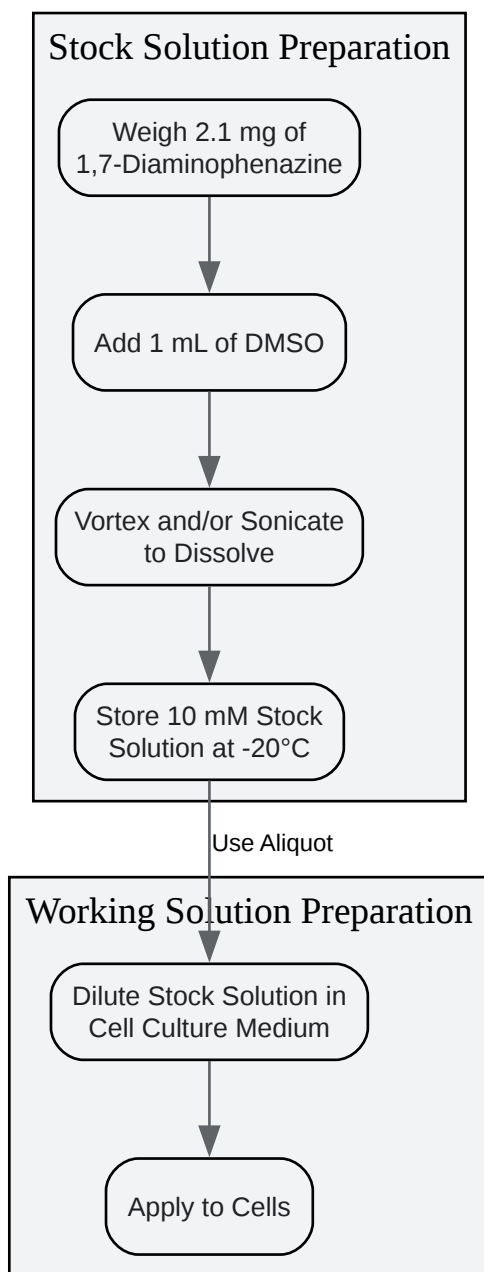 Stock Solution Preparation
Weigh 2.1 mg of
1,7-Diaminophenazine
Add 1 mL of DMSO
Vortex and/or Sonicate
to Dissolve
Store 10 mM Stock
Solution at -20°C
Use Aliquot
Working Solution Preparation
Dilute Stock Solution in
Cell Culture Medium
Apply to Cells